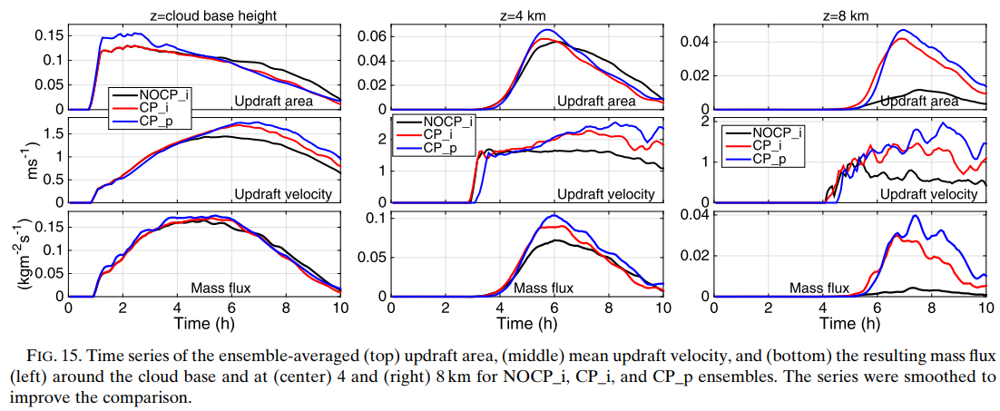 z=cloud base height
z=4 km
z=8 km
0.15
0.1
0.05
0
NOCP_i
CP_i
CP_p
Updraft area
0.06
0.04
0.02
0
NOCP_i
CP_i
CP_p
Updraft area
0.04
0.02
0
Updraft area
ms⁻¹
1.5
1
0.5
0
Updraft velocity
2
1
0
Updraft velocity
2
1
0
NOCP_i
CP_i
CP_p
Updraft velocity
(kgm⁻²s⁻¹)
0.15
0.1
0.05
0
Mass flux
0.1
0.05
0
Mass flux
0.04
0.02
0
Mass flux
0 2 4 6 8 10
Time (h)
0 2 4 6 8 10
Time (h)
0 2 4 6 8 10
Time (h)
FIG. 15. Time series of the ensemble-averaged (top) updraft area, (middle) mean updraft velocity, and (bottom) the resulting mass flux
(left) around the cloud base and at (center) 4 and (right) 8 km for NOCP_i, CP_i, and CP_p ensembles. The series were smoothed to
improve the comparison.